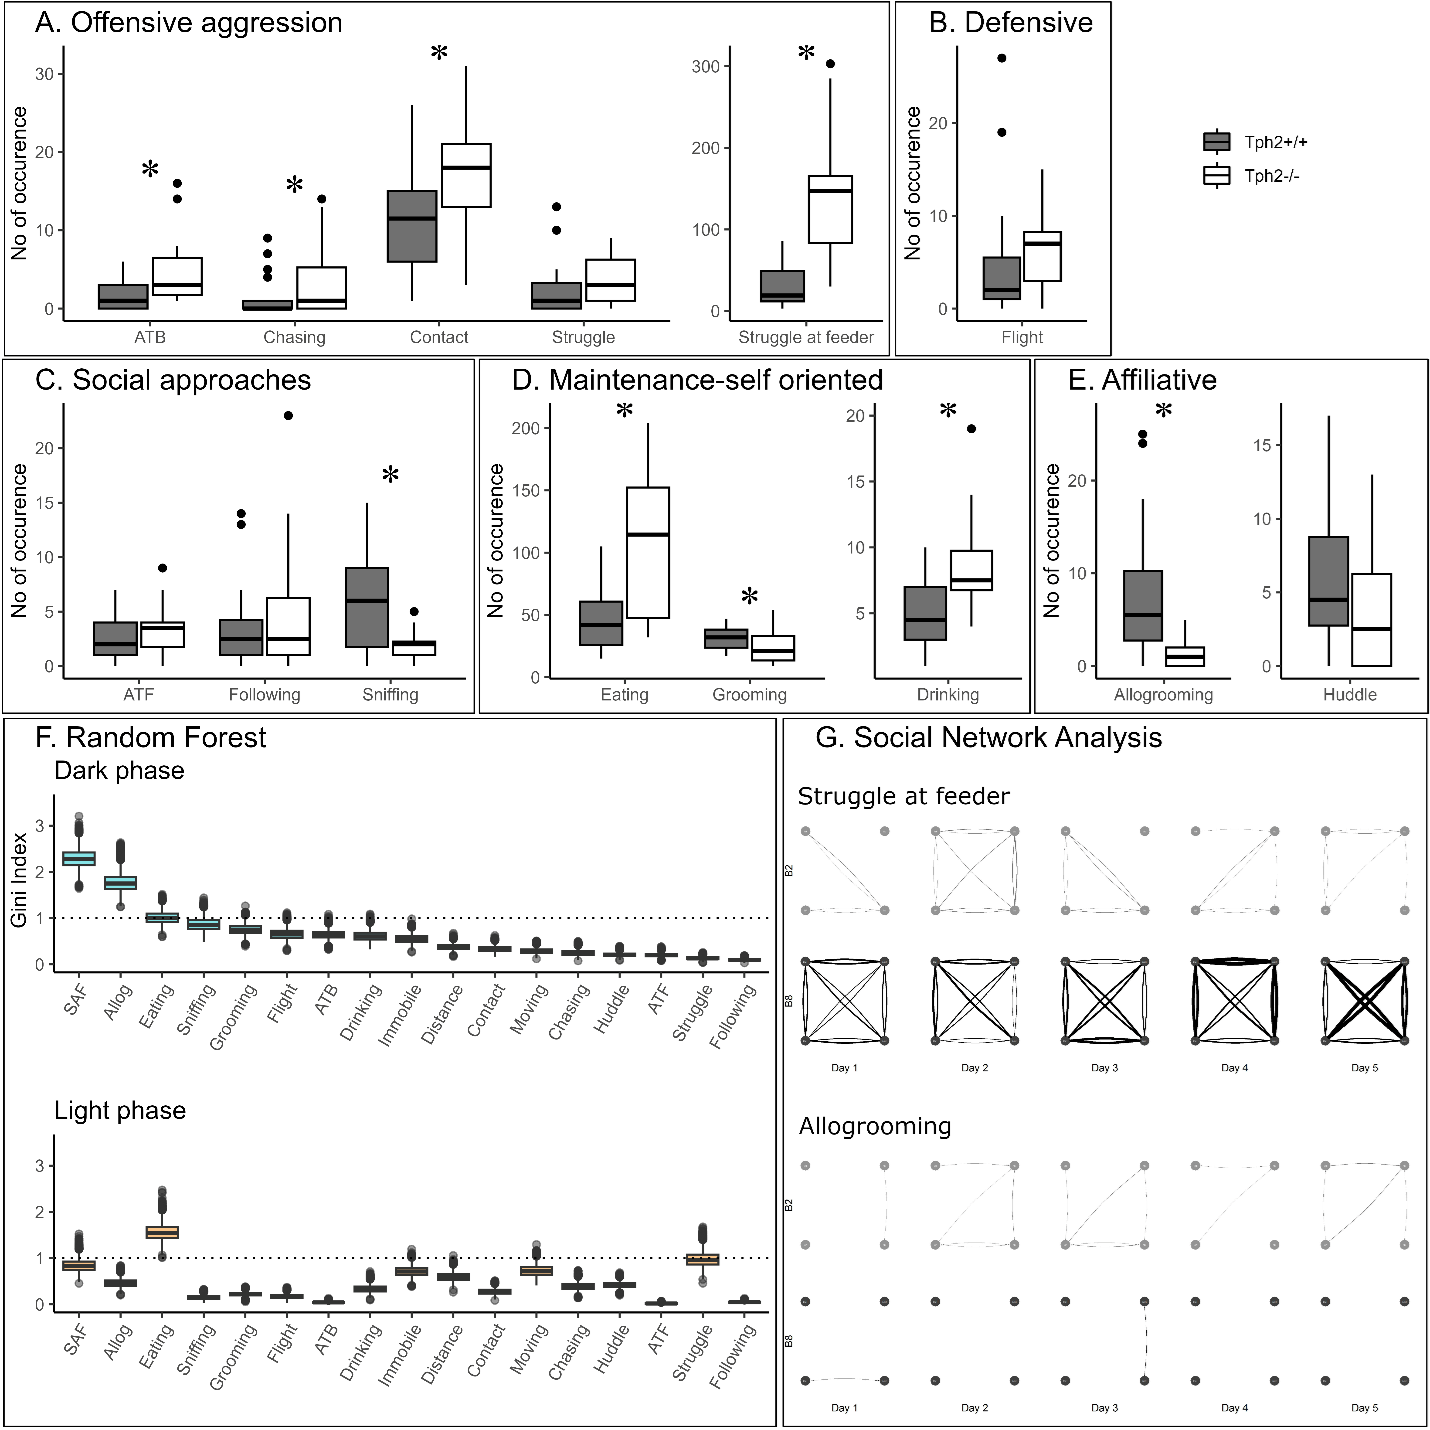 A. Offensive aggression
No of occurence
30
20
10
0
ATB
Chasing
Contact
Struggle
*
*
*
300
200
100
0
*
Struggle at feeder
B. Defensive
No of occurence
20
10
0
Flight
Tph2+/+
Tph2-/-
C. Social approaches
No of occurence
20
15
10
5
0
*
ATF
Following
Sniffing
D. Maintenance-self oriented
No of occurence
200
150
100
50
0
*
*
Eating
Grooming
20
15
10
5
*
Drinking
E. Affiliative
No of occurence
20
10
0
*
Allogrooming
15
10
5
0
Huddle
F. Random Forest
Dark phase
Gini Index
3
2
1
0
SAF
Allog
Eating
Sniffing
Grooming
Flight
ATB
Drinking
Immobile
Distance
Contact
Moving
Chasing
Huddle
ATF
Struggle
Following
Light phase
3
2
1
0
SAF
Allog
Eating
Sniffing
Grooming
Flight
ATB
Drinking
Immobile
Distance
Contact
Moving
Chasing
Huddle
ATF
Struggle
Following
G. Social Network Analysis
Struggle at feeder
B2
B8
Day 1
Day 2
Day 3
Day 4
Day 5
Allogrooming
B2
B8
Day 1
Day 2
Day 3
Day 4
Day 5